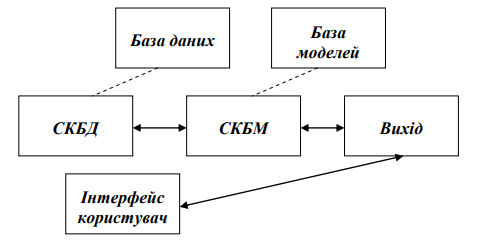 База даних
База
моделей
СКБД
СКБМ
Вихід
Інтерфейс
користувач